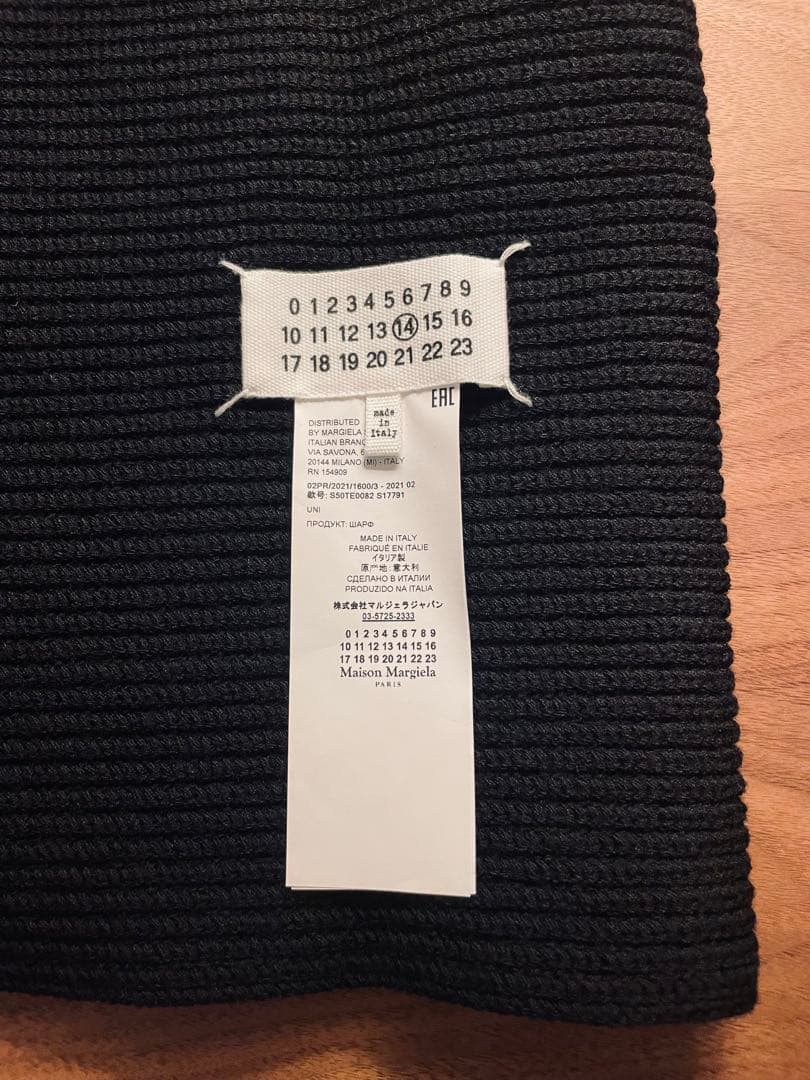 0 1 2 3 4 5 6 7 8 9
10 11 12 13 14 15 16
17 18 19 20 21 22 23
EAC
made
in
Italy
DISTRIBUTED
BY MARGIELA
ITALIAN
VIA SAVONA,
20144 MILANO (MI) - ITALY
RN 154909
02PR/2021/1600/3 - 2021 02
款号: S50TE0082 S17791
UNI
ПРОДУКТ: ШАРФ
MADE IN ITALY
FABRIQUÉ EN ITALIE
イタリア製
原产地: 意大利
СДЕЛАНО В ИТАЛИИ
PRODUZIDO NA ITALIA
株式会社マルジェラジャパン
03-5725-2333
0 1 2 3 4 5 6 7 8 9
10 11 12 13 14 15 16
17 18 19 20 21 22 23
Maison Margiela
PARIS